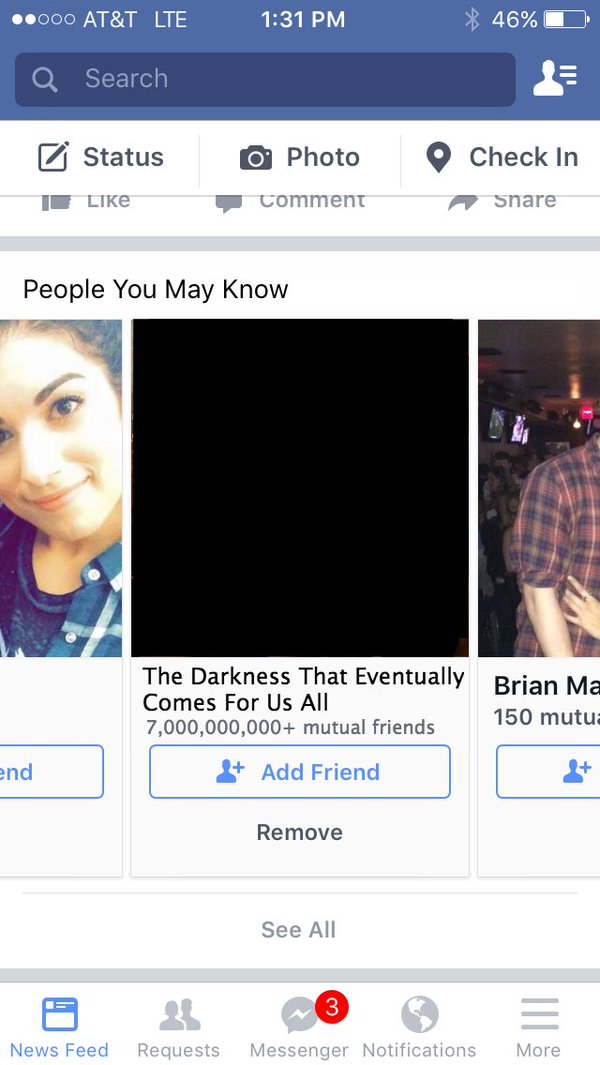 AT&T LTE 1:31 PM 46%
Search
Status Photo Check In
Like Comment Share
People You May Know
The Darkness That Eventually
Comes For Us All
7,000,000,000+ mutual friends
Add Friend
Remove
Brian Ma
150 mutu
end
See All
3
News Feed Requests Messenger Notifications More